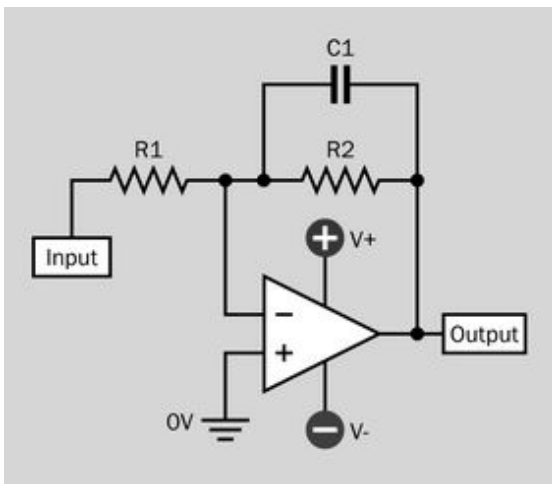 C1
R1
R2
+ V+
Input
−
+
Output
0V
− V-